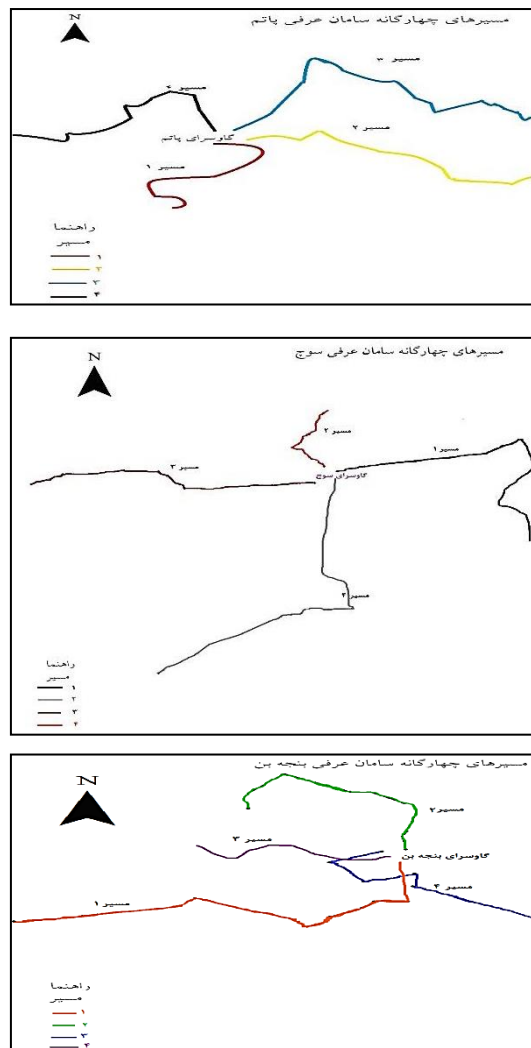 مسیرهای چهارگانه سامان عرفی پاتم
N
مسیر ۳
مسیر ۴
مسیر ۲
گاوسرای پاتم
مسیر ۱
راهنما
مسیر
۱
۲
۳
۴
مسیرهای چهارگانه سامان عرفی سوچ
N
مسیر ۴
مسیر ۱
مسیر ۳
گاوسرای سوچ
مسیر ۲
راهنما
مسیر
۱
۲
۳
۴
مسیرهای چهارگانه سامان عرفی بنجه بن
N
مسیر ۲
مسیر ۳
گاوسرای بنجه بن
مسیر ۴
مسیر ۱
راهنما
مسیر
۱
۲
۳
۴